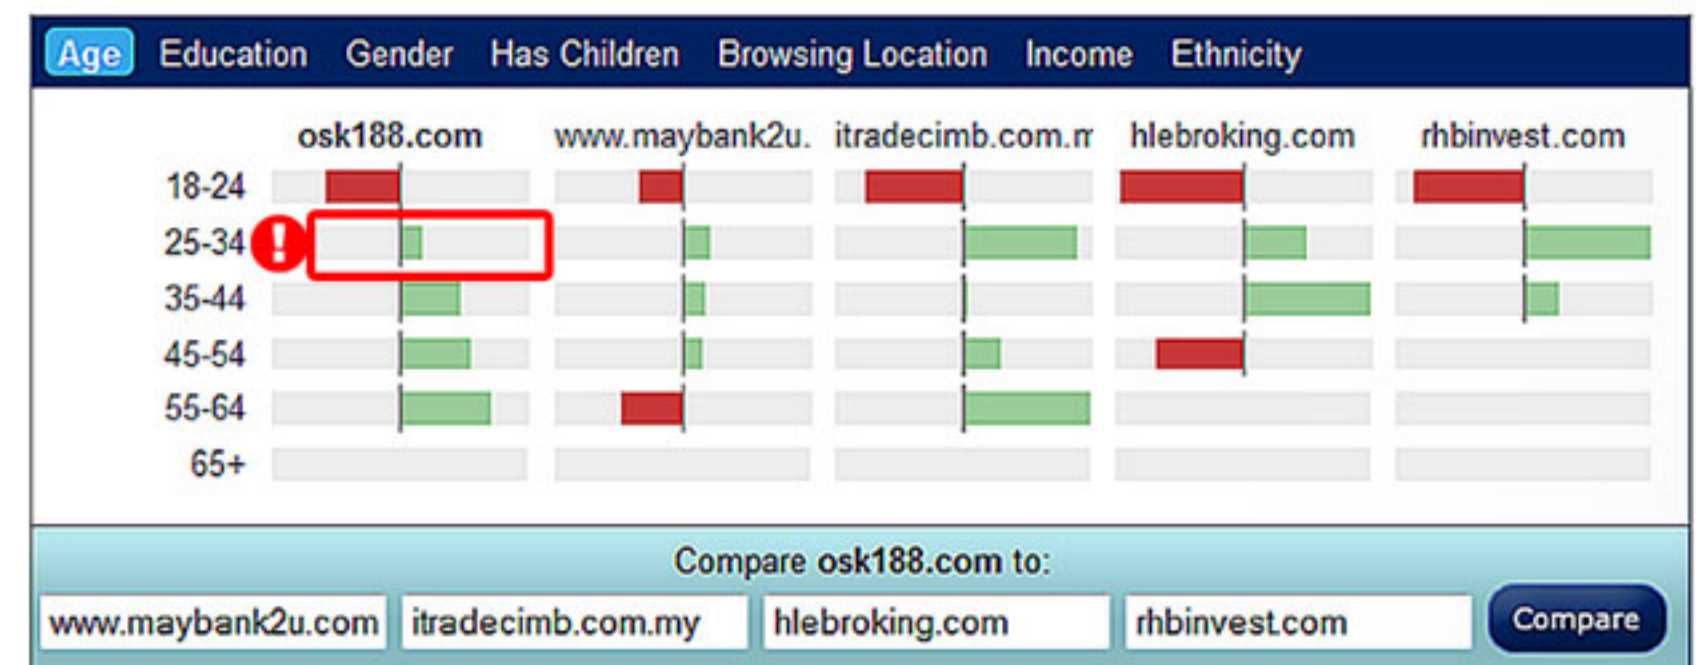 Age Education Gender Has Children Browsing Location Income Ethnicity
osk188.com www.maybank2u. itradecimb.com.m hlebroking.com rhbinvest.com
18-24
25-34 !
35-44
45-54
55-64
65+
Compare osk188.com to:
www.maybank2u.com itradecimb.com.my hlebroking.com rhbinvest.com Compare